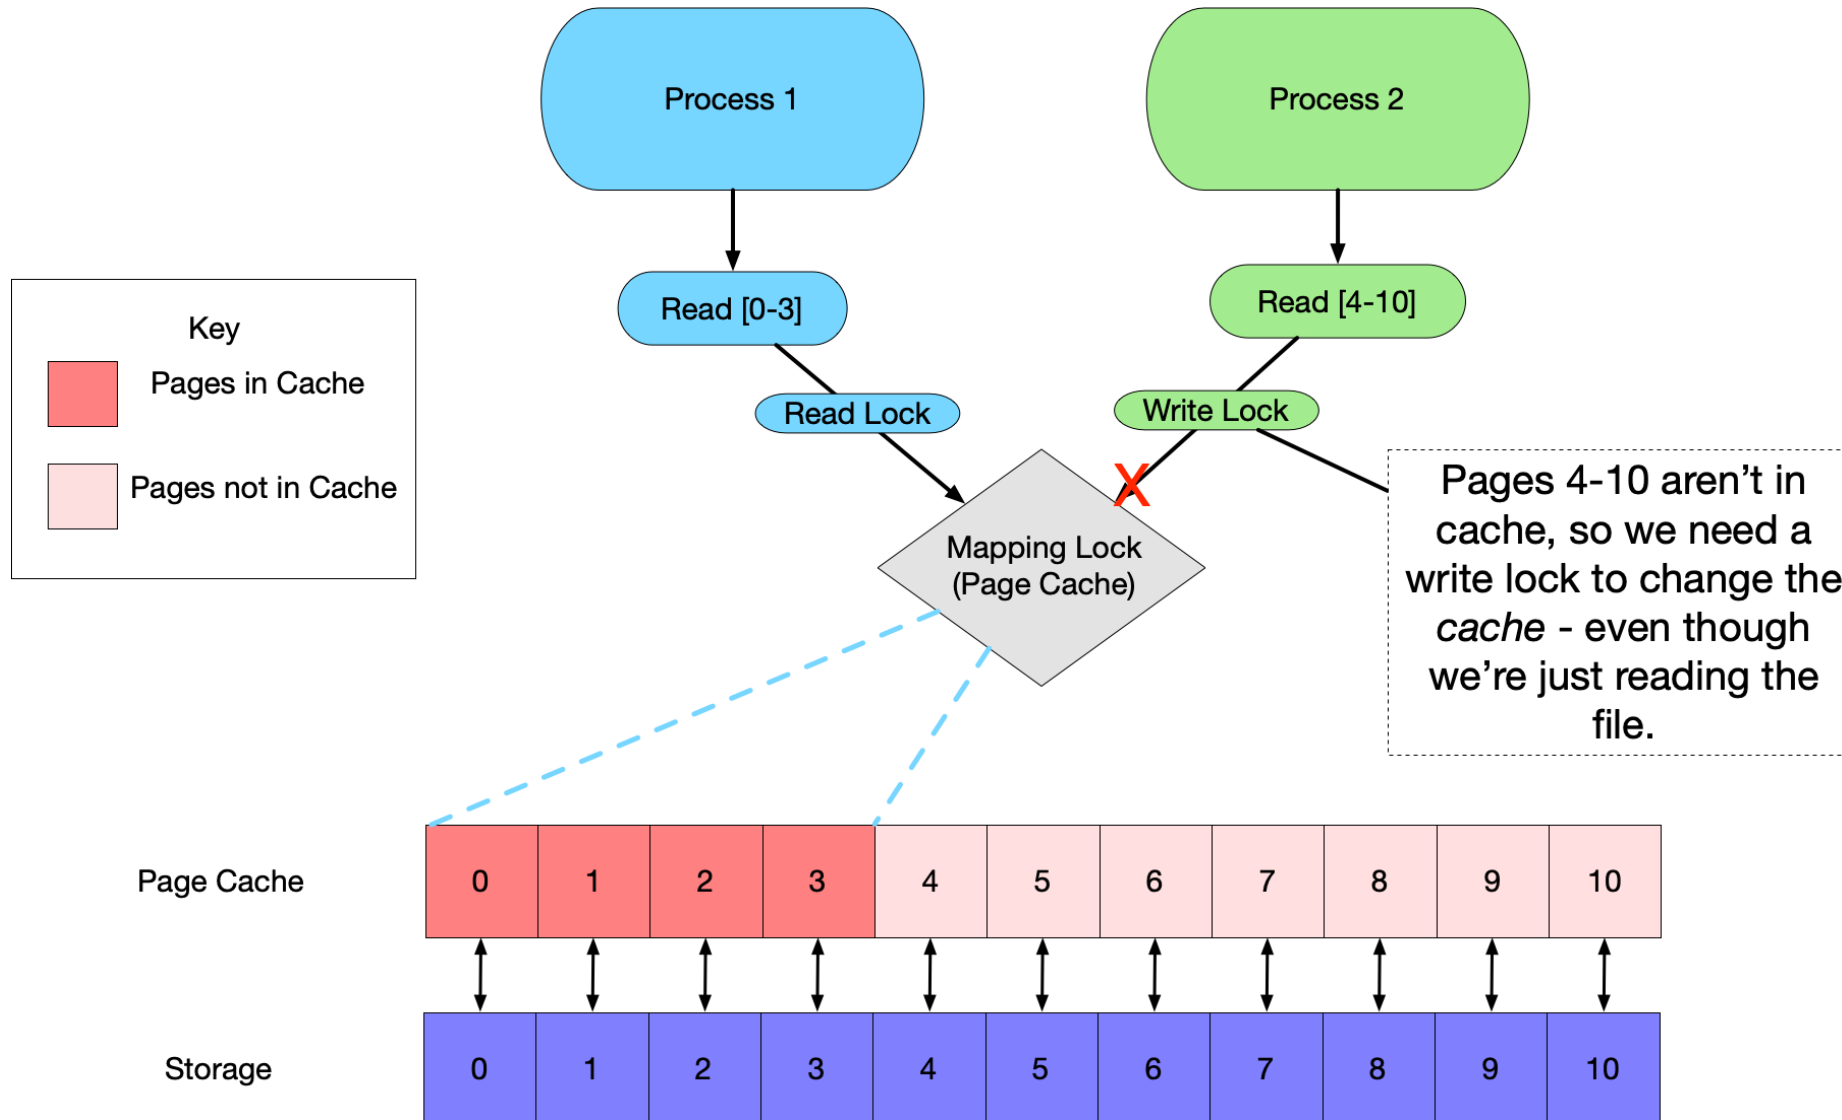 Process 1
Process 2
Read [0-3]
Read [4-10]
Key
Pages in Cache
Pages not in Cache
Read Lock
Write Lock
Mapping Lock
(Page Cache)
Pages 4-10 aren’t in
cache, so we need a
write lock to change the
cache - even though
we’re just reading the
file.
Page Cache
0 1 2 3 4 5 6 7 8 9 10
Storage
0 1 2 3 4 5 6 7 8 9 10
X